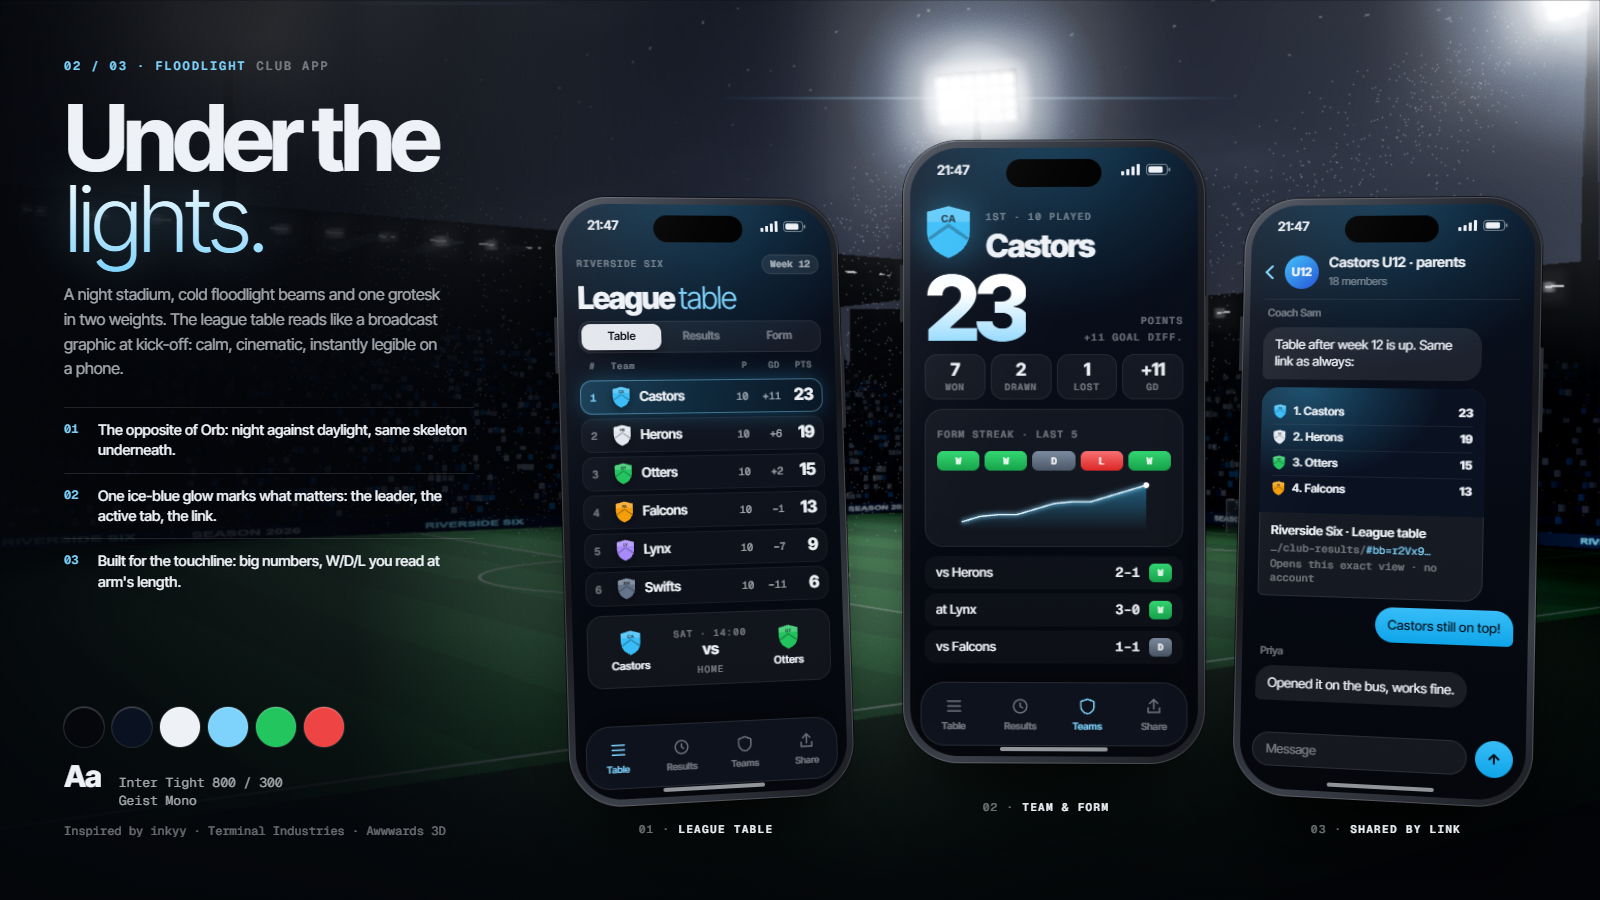 02 / 03 · FLOODLIGHT CLUB APP
Under the
lights.
A night stadium, cold floodlight beams and one grotesk
in two weights. The league table reads like a broadcast
graphic at kick-off: calm, cinematic, instantly legible on
a phone.
01 The opposite of Orb: night against daylight, same skeleton
underneath.
02 One ice-blue glow marks what matters: the leader, the
active tab, the link.
03 Built for the touchline: big numbers, W/D/L you read at
arm's length.
Aa Inter Tight 800 / 300
Geist Mono
Inspired by inkyy · Terminal Industries · Awwwards 3D
RIVERSIDE SIX
SEASON 2026
RIVERSIDE SIX
21:47
RIVERSIDE SIX Week 12
League table
Table Results Form
# Team P GD PTS
1 Castors 10 +11 23
2 Herons 10 +6 19
3 Otters 10 +2 15
4 Falcons 10 −1 13
5 Lynx 10 −7 9
6 Swifts 10 −11 6
SAT · 14:00
Castors vs Otters
HOME
Table Results Teams Share
01 · LEAGUE TABLE
SEASON 20
21:47
CA
1ST · 10 PLAYED
Castors
23
POINTS
+11 GOAL DIFF.
7 2 1 +11
WON DRAWN LOST GD
FORM STREAK · LAST 5
W W D L W
vs Herons 2–1 W
at Lynx 3–0 W
vs Falcons 1–1 D
Table Results Teams Share
02 · TEAM & FORM
21:47
U12 Castors U12 · parents
18 members
Coach Sam
Table after week 12 is up. Same
link as always:
1. Castors 23
2. Herons 19
3. Otters 15
4. Falcons 13
Riverside Six · League table
…/club-results/#bb=r2Vx9…
Opens this exact view · no
account
Castors still on top!
Priya
Opened it on the bus, works fine.
Message
03 · SHARED BY LINK
RIV